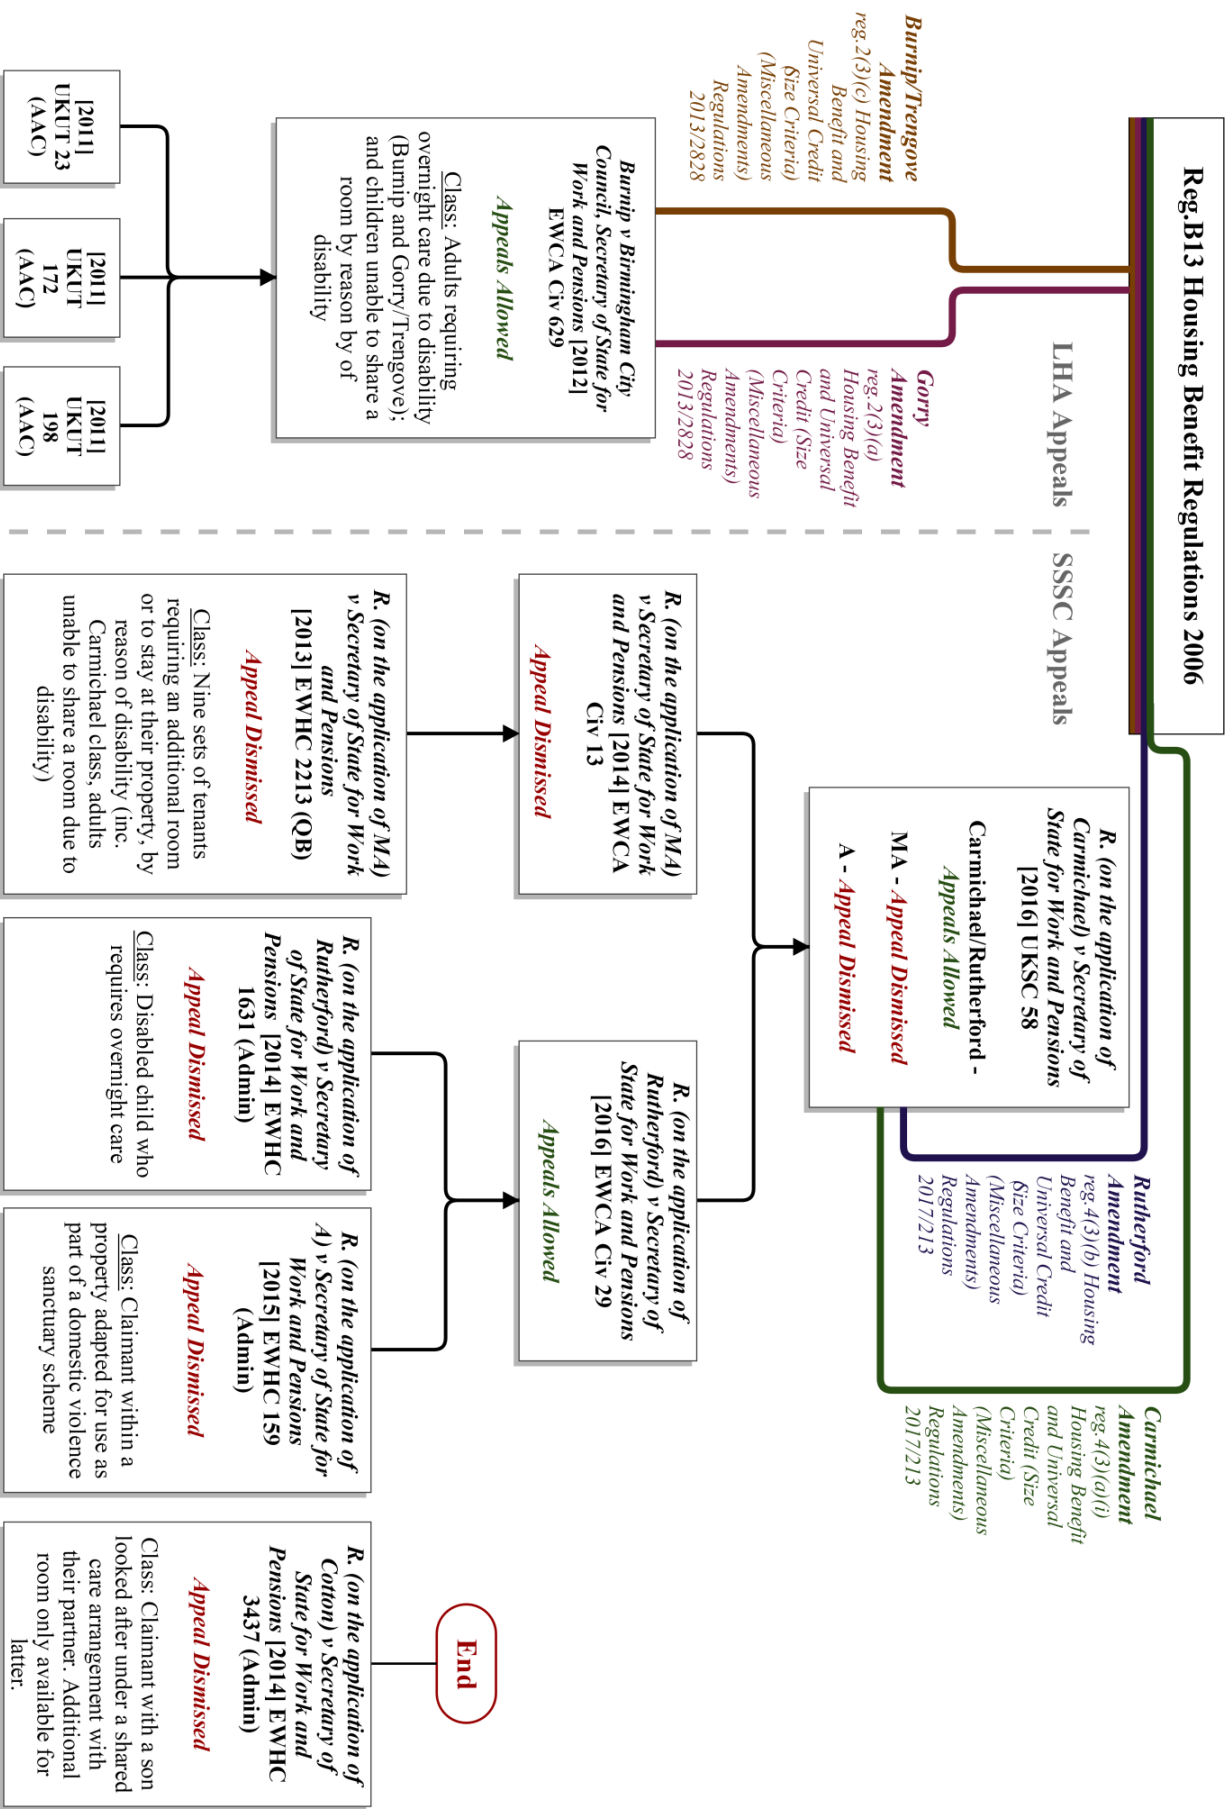 Reg.B13 Housing Benefit Regulations 2006
LHA Appeals
SSSC Appeals
Burnip/Trengove
Amendment
reg.2(3)(c) Housing
Benefit and
Universal Credit
(Size Criteria)
(Miscellaneous
Amendments)
Regulations
2013/2828
Gorry
Amendment
reg.2(3)(a)
Housing Benefit
and Universal
Credit (Size
Criteria)
(Miscellaneous
Amendments)
Regulations
2013/2828
Rutherford
Amendment
reg.4(3)(b) Housing
Benefit and
Universal Credit
(Size Criteria)
(Miscellaneous
Amendments)
Regulations
2017/213
Carmichael
Amendment
reg.4(3)(a)(i)
Housing Benefit
and Universal
Credit (Size
Criteria)
(Miscellaneous
Amendments)
Regulations
2017/213
R. (on the application of
Carmichael) v Secretary of
State for Work and Pensions
[2016] UKSC 58
Carmichael/Rutherford -
Appeals Allowed
MA - Appeal Dismissed
A - Appeal Dismissed
Burnip v Birmingham City
Council, Secretary of State for
Work and Pensions [2012]
EWCA Civ 629
Appeals Allowed
Class: Adults requiring
overnight care due to disability
(Burnip and Gorry/Trengove);
and children unable to share a
room by reason by of
disability
R. (on the application of MA)
v Secretary of State for Work
and Pensions [2014] EWCA
Civ 13
Appeal Dismissed
R. (on the application of
Rutherford) v Secretary of
State for Work and Pensions
[2016] EWCA Civ 29
Appeals Allowed
End
[2011]
UKUT 23
(AAC)
[2011]
UKUT
172
(AAC)
[2011]
UKUT
198
(AAC)
R. (on the application of MA)
v Secretary of State for Work
and Pensions
[2013] EWHC 2213 (QB)
Appeal Dismissed
Class: Nine sets of tenants
requiring an additional room
or to stay at their property, by
reason of disability (inc.
Carmichael class, adults
unable to share a room due to
disability)
R. (on the application of
Rutherford) v Secretary
of State for Work and
Pensions [2014] EWHC
1631 (Admin)
Appeal Dismissed
Class: Disabled child who
requires overnight care
R. (on the application of
A) v Secretary of State for
Work and Pensions
[2015] EWHC 159
(Admin)
Appeal Dismissed
Class: Claimant within a
property adapted for use as
part of a domestic violence
sanctuary scheme
R. (on the application of
Cotton) v Secretary of
State for Work and
Pensions [2014] EWHC
3437 (Admin)
Appeal Dismissed
Class: Claimant with a son
looked after under a shared
care arrangement with
their partner. Additional
room only available for
latter.